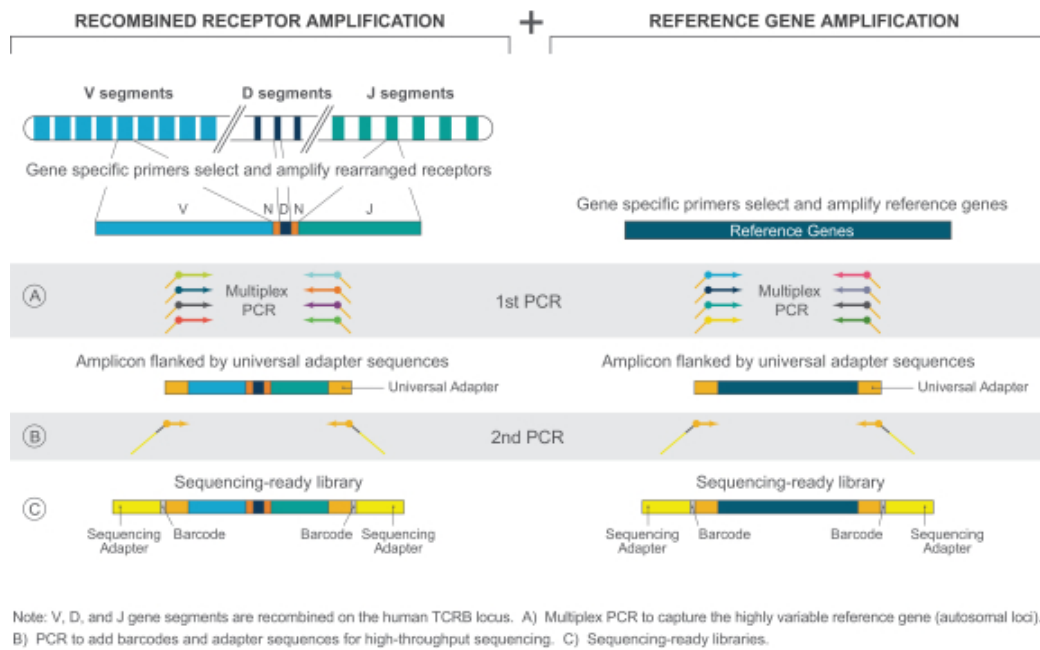 RECOMBINED RECEPTOR AMPLIFICATION + REFERENCE GENE AMPLIFICATION
V segments D segments J segments
Gene specific primers select and amplify rearranged receptors
V N D N J
Gene specific primers select and amplify reference genes
Reference Genes
A
Multiplex
PCR
1st PCR
Multiplex
PCR
Amplicon flanked by universal adapter sequences
Universal Adapter
Amplicon flanked by universal adapter sequences
Universal Adapter
B
2nd PCR
C
Sequencing-ready library
Sequencing
Adapter
Barcode
Barcode
Sequencing
Adapter
Sequencing-ready library
Sequencing
Adapter
Barcode
Barcode
Sequencing
Adapter
Note: V, D, and J gene segments are recombined on the human TCRB locus. A) Multiplex PCR to capture the highly variable reference gene (autosomal loci).
B) PCR to add barcodes and adapter sequences for high-throughput sequencing. C) Sequencing-ready libraries.